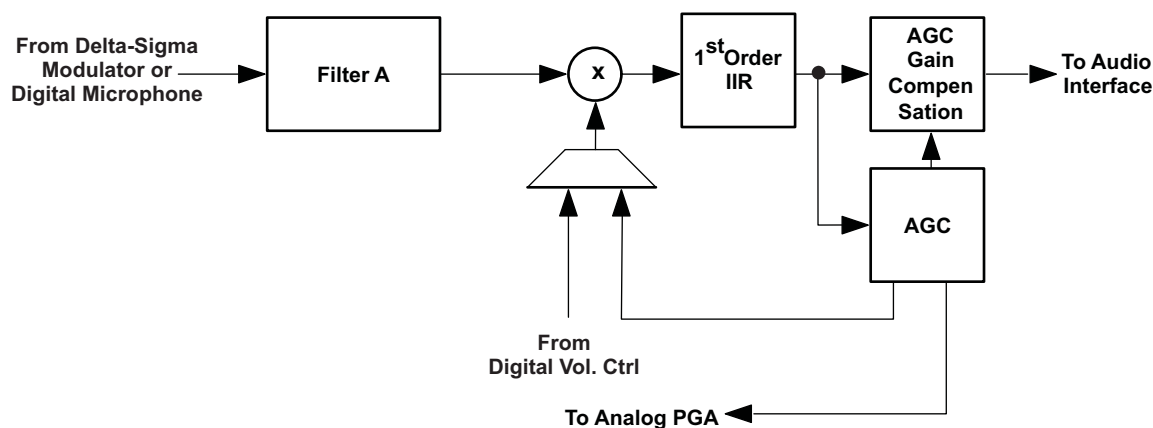 From Delta-Sigma
Modulator or
Digital Microphone
Filter A
x
1st Order
IIR
AGC
Gain
Compen
Sation
To Audio
Interface
AGC
From
Digital Vol. Ctrl
To Analog PGA